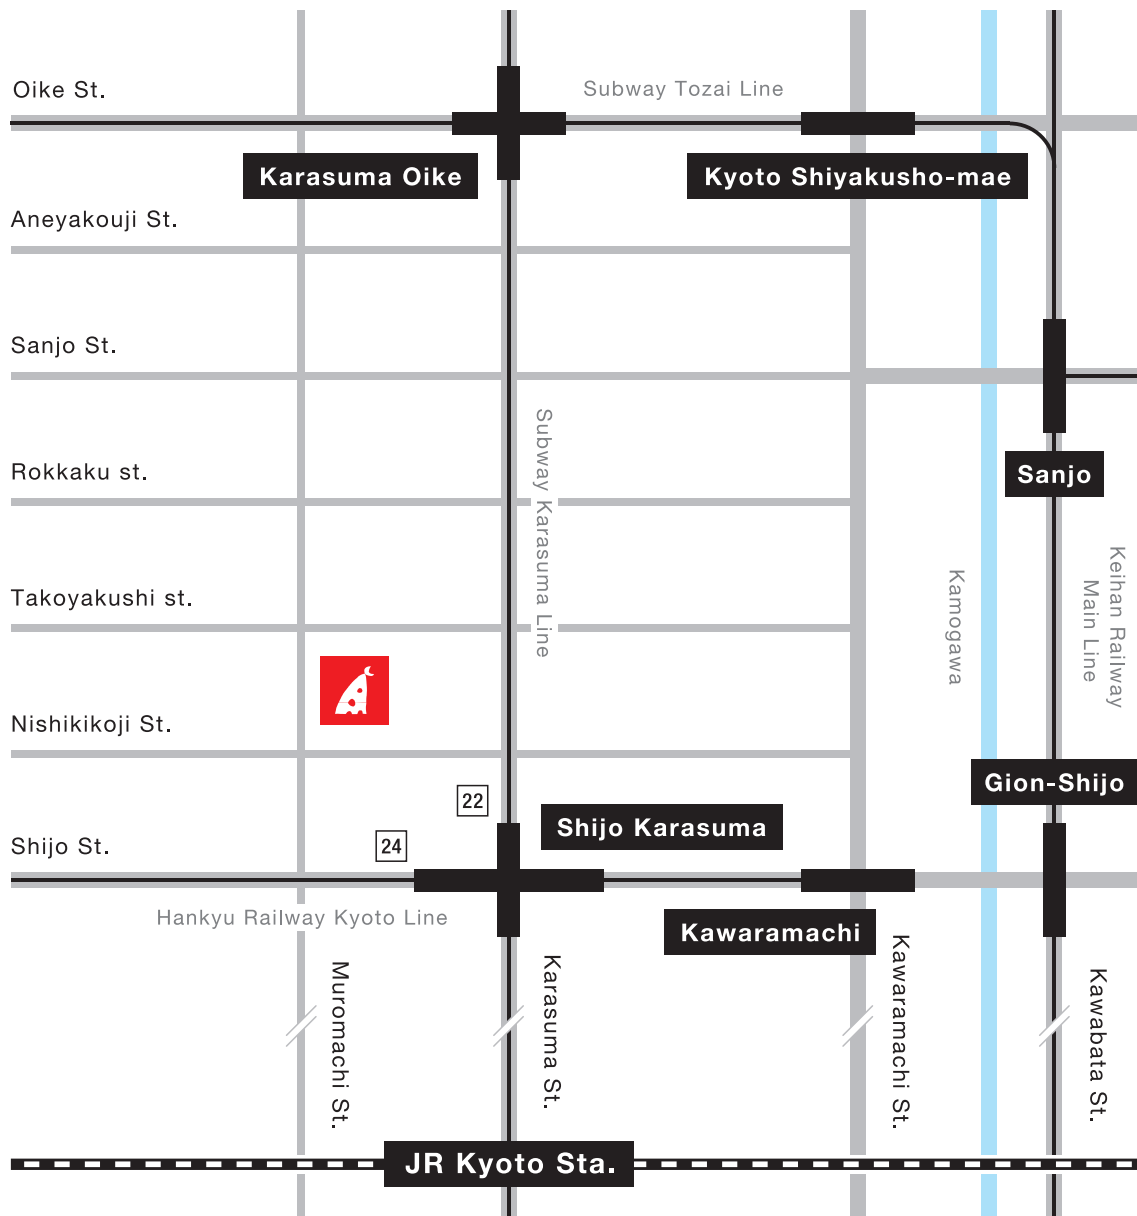 Oike St.
Subway Tozai Line
Karasuma Oike
Kyoto Shiyakusho-mae
Aneyakouji St.
Sanjo St.
Subway Karasuma Line
Rokkaku st.
Sanjo
Keihan Railway
Main Line
Kamogawa
Takoyakushi st.
Nishikikoji St.
Gion-Shijo
22
Shijo Karasuma
24
Shijo St.
Hankyu Railway Kyoto Line
Kawaramachi
Muromachi St.
Karasuma St.
Kawaramachi St.
Kawabata St.
JR Kyoto Sta.